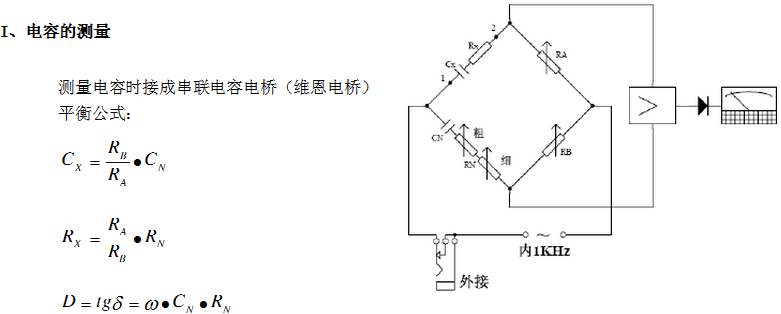 I、电容的测量
测量电容时接成串联电容电桥（维恩电桥）
平衡公式：
C_X = R_B / R_A • C_N
R_X = R_A / R_B • R_N
D = tgδ = ω • C_N • R_N
2
Rx
RA
Cx
1
CN
粗
RN
细
RB
内1KHz
外接